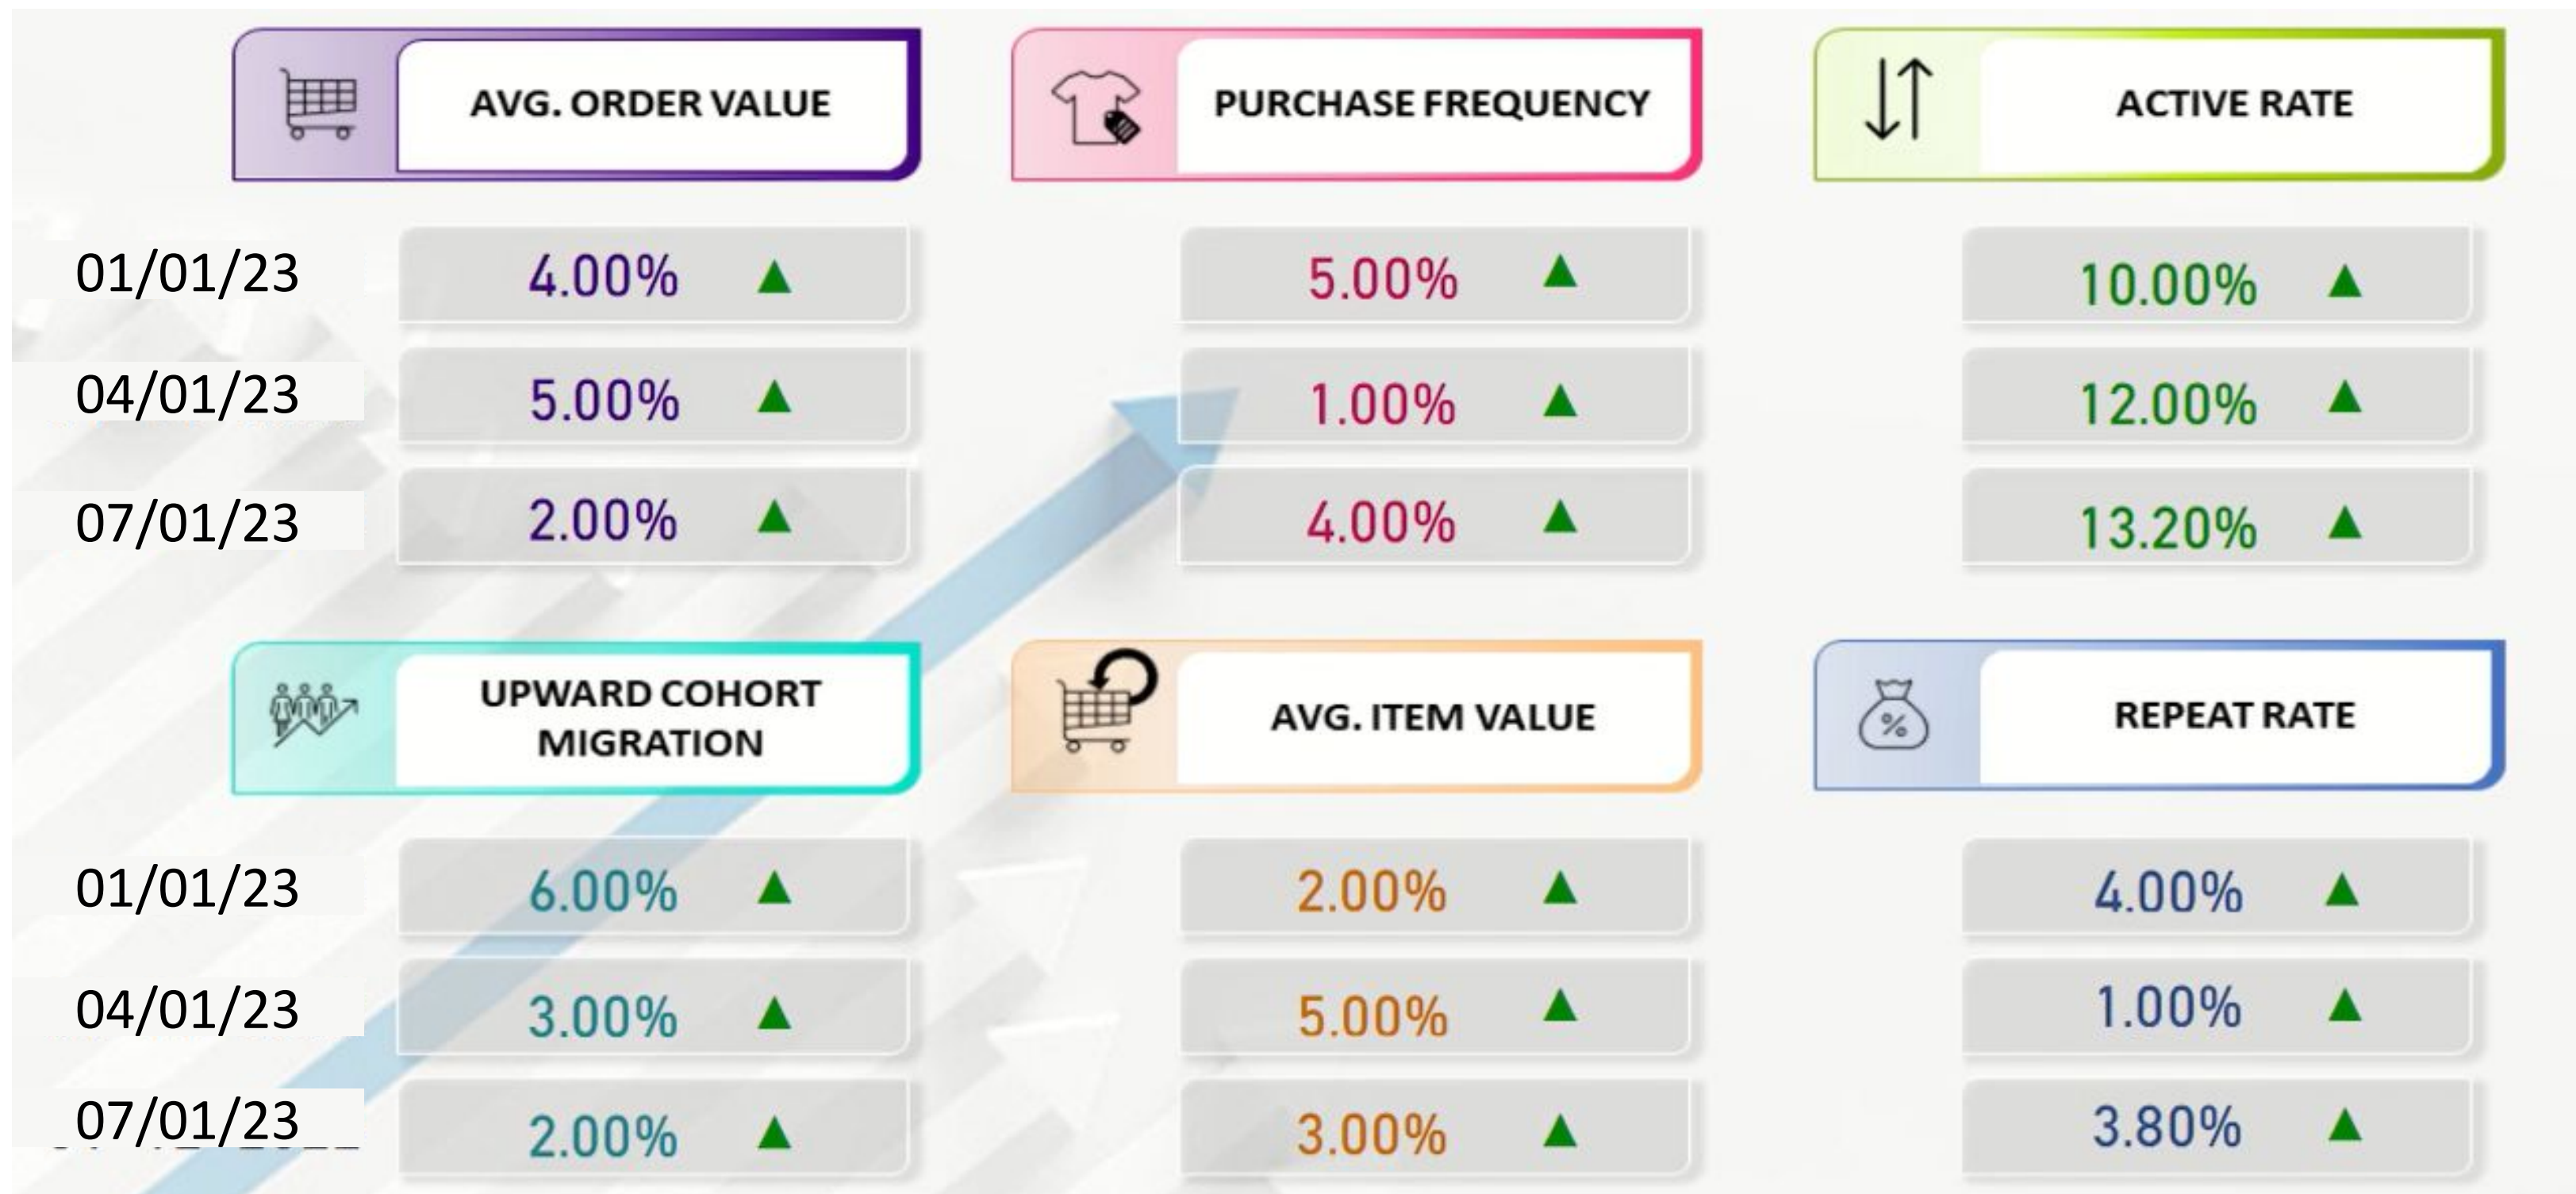 AVG. ORDER VALUE PURCHASE FREQUENCY ACTIVE RATE
01/01/23 4.00% ▲ 5.00% ▲ 10.00% ▲
04/01/23 5.00% ▲ 1.00% ▲ 12.00% ▲
07/01/23 2.00% ▲ 4.00% ▲ 13.20% ▲
UPWARD COHORT
MIGRATION
AVG. ITEM VALUE REPEAT RATE
%
01/01/23 6.00% ▲ 2.00% ▲ 4.00% ▲
04/01/23 3.00% ▲ 5.00% ▲ 1.00% ▲
07/01/23 2.00% ▲ 3.00% ▲ 3.80% ▲